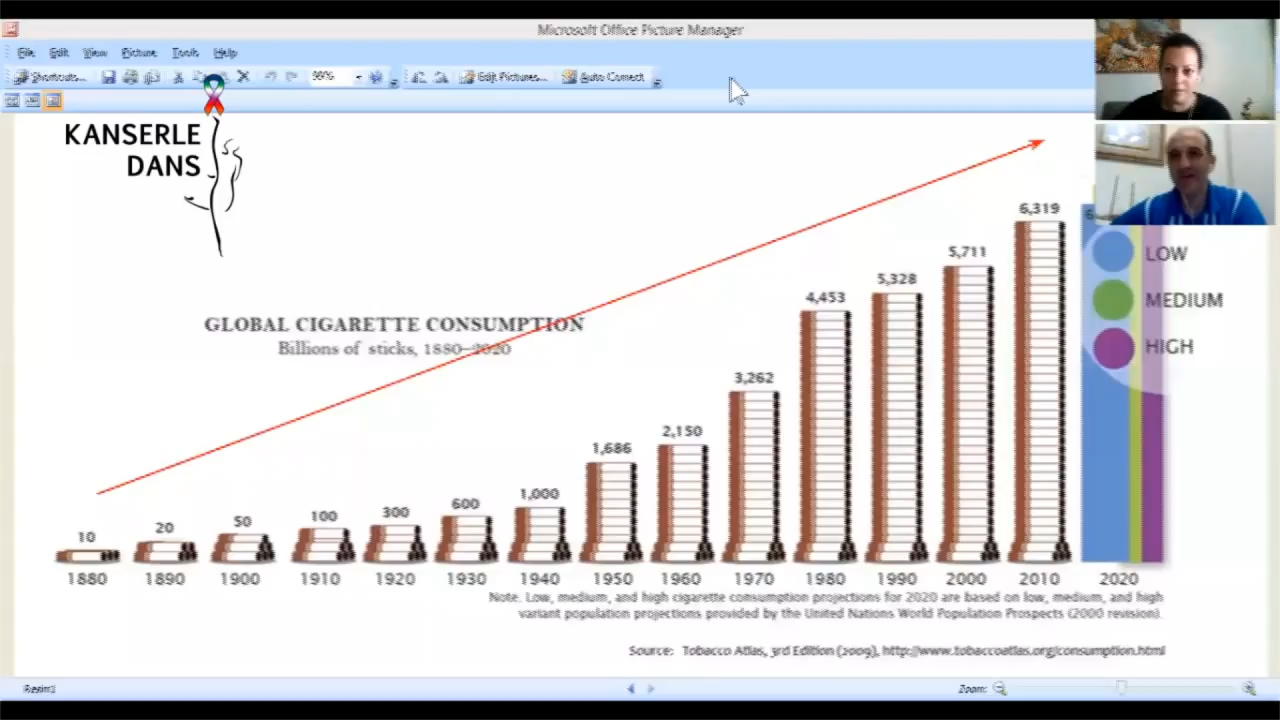 Microsoft Office Picture Manager
File Edit View Picture Tools Help
Shortcuts... 99% Edit Pictures... Auto Correct
KANSERLE
DANS
GLOBAL CIGARETTE CONSUMPTION
Billions of sticks, 1880–2020
10 20 50 100 300 600 1,000 1,686 2,150 3,262 4,453 5,328 5,711 6,319
LOW
MEDIUM
HIGH
1880 1890 1900 1910 1920 1930 1940 1950 1960 1970 1980 1990 2000 2010 2020
Note. Low, medium, and high cigarette consumption projections for 2020 are based on low, medium, and high
variant population projections provided by the United Nations World Population Prospects (2000 revision).
Source: Tobacco Atlas, 3rd Edition (2009), http://www.tobaccoatlas.org/consumption.html
Resim1
Zoom: